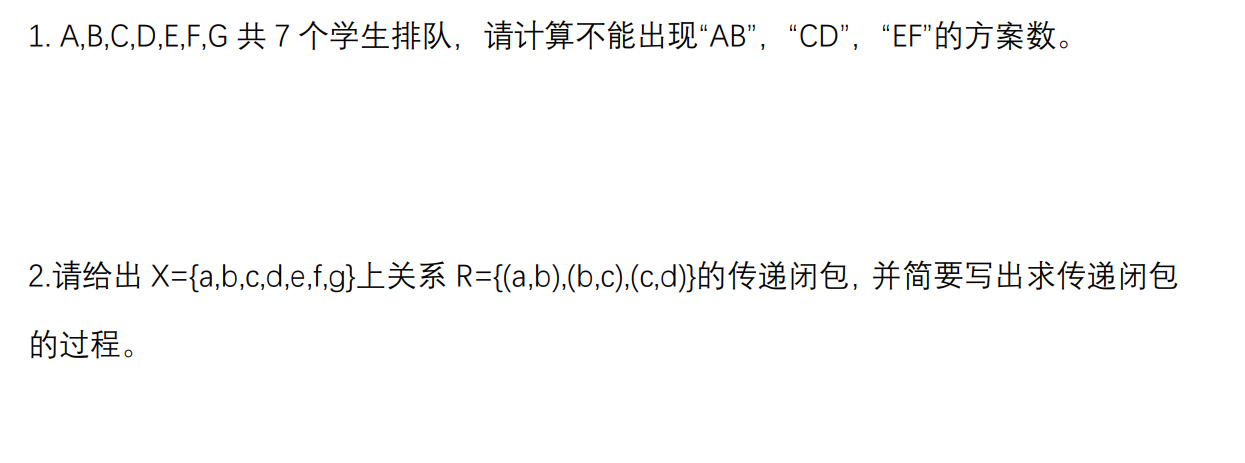 1. A,B,C,D,E,F,G 共 7 个学生排队，请计算不能出现“AB”，“CD”，“EF”的方案数。
2.请给出 X={a,b,c,d,e,f,g}上关系 R={(a,b),(b,c),(c,d)}的传递闭包, 并简要写出求传递闭包
的过程。